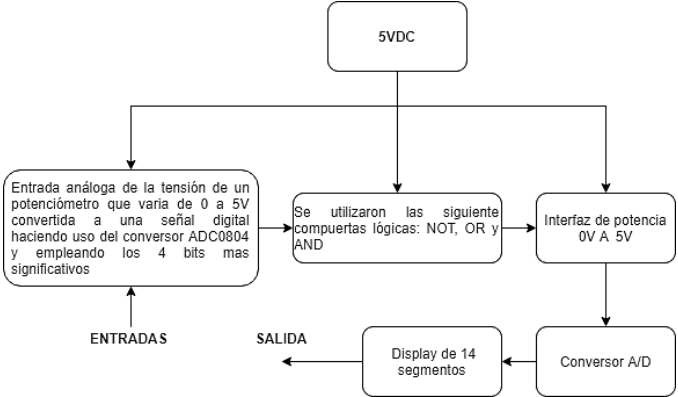 5VDC
Entrada análoga de la tensión de un
potenciómetro que varia de 0 a 5V
convertida a una señal digital
haciendo uso del conversor ADC0804
y empleando los 4 bits mas
significativos
Se utilizaron las siguiente
compuertas lógicas: NOT, OR y
AND
Interfaz de potencia
0V A 5V
ENTRADAS
SALIDA
Display de 14
segmentos
Conversor A/D